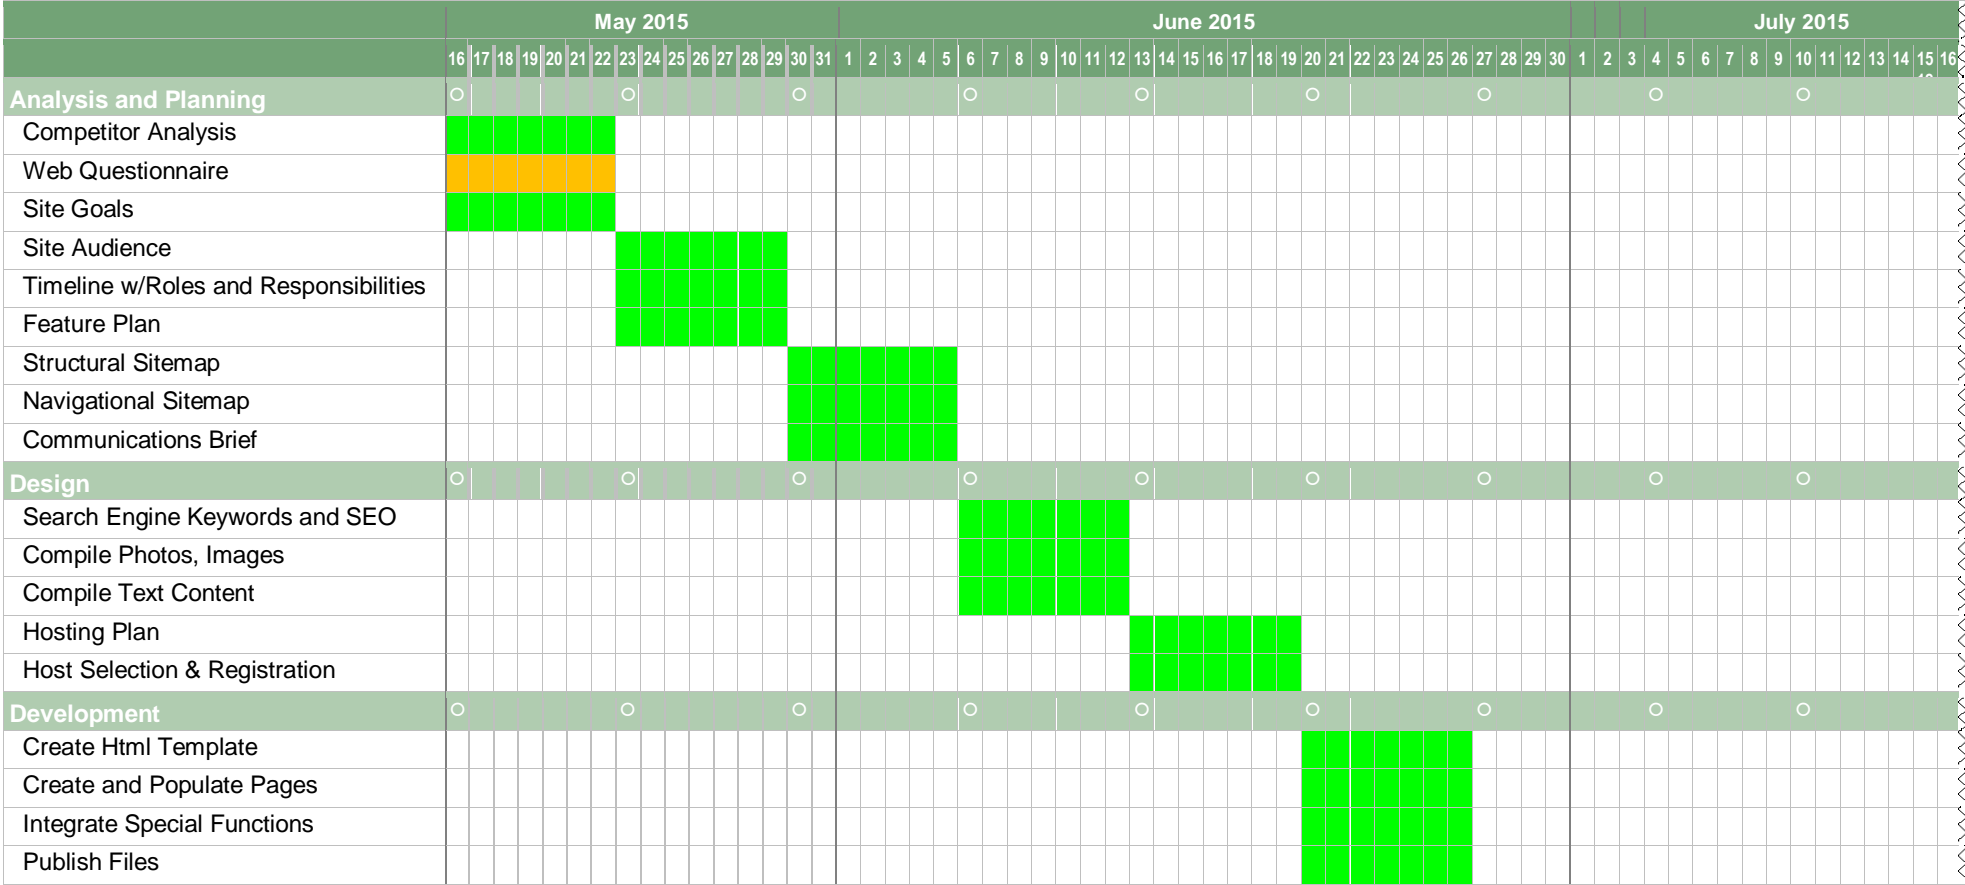 May 2015 June 2015 July 2015
16 17 18 19 20 21 22 23 24 25 26 27 28 29 30 31 1 2 3 4 5 6 7 8 9 10 11 12 13 14 15 16 17 18 19 20 21 22 23 24 25 26 27 28 29 30 1 2 3 4 5 6 7 8 9 10 11 12 13 14 15 16
Analysis and Planning
Competitor Analysis
Web Questionnaire
Site Goals
Site Audience
Timeline w/Roles and Responsibilities
Feature Plan
Structural Sitemap
Navigational Sitemap
Communications Brief
Design
Search Engine Keywords and SEO
Compile Photos, Images
Compile Text Content
Hosting Plan
Host Selection & Registration
Development
Create Html Template
Create and Populate Pages
Integrate Special Functions
Publish Files